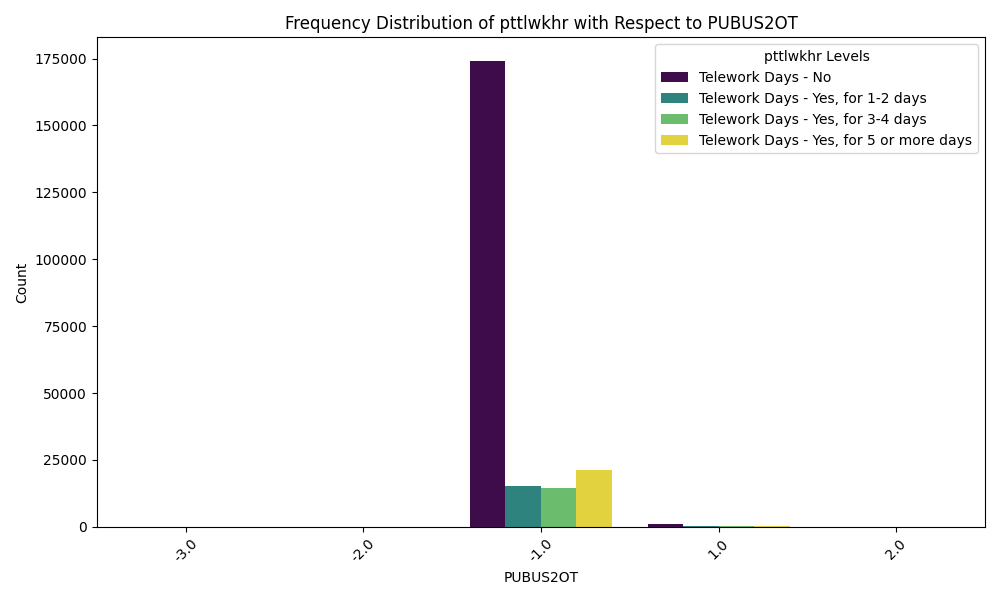 Frequency Distribution of pttlwkhr with Respect to PUBUS2OT
pttlwkhr Levels
Telework Days - No
Telework Days - Yes, for 1-2 days
Telework Days - Yes, for 3-4 days
Telework Days - Yes, for 5 or more days
Count
175000
150000
125000
100000
75000
50000
25000
0
-3.0
-2.0
-1.0
1.0
2.0
PUBUS2OT